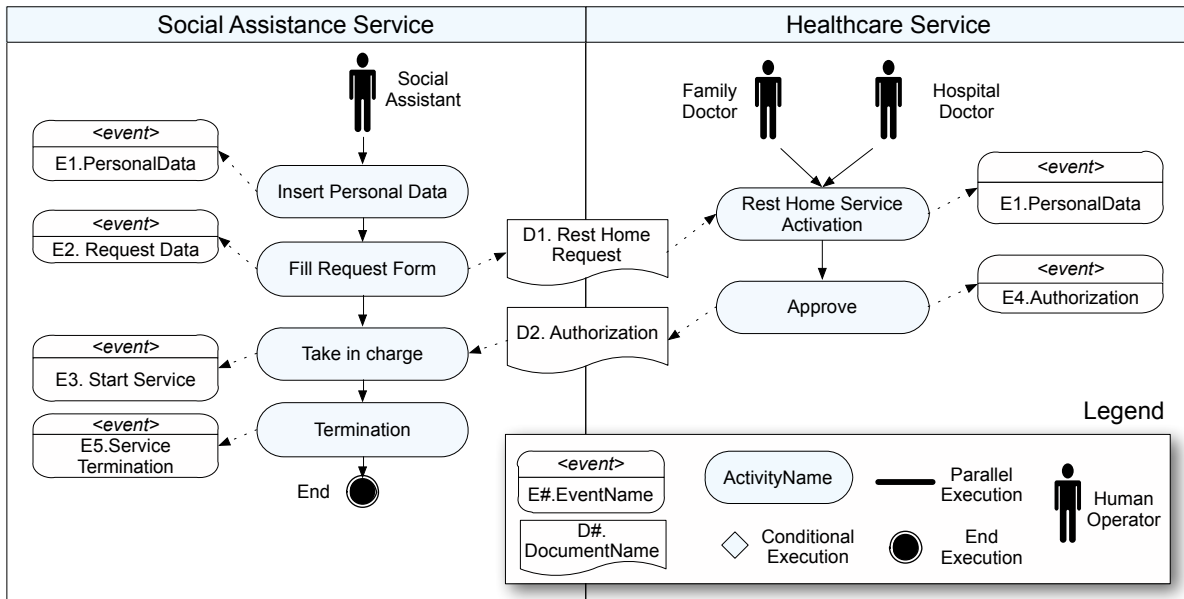 Social Assistance Service
Healthcare Service
Social
Assistant
<event>
E1.PersonalData
Insert Personal Data
<event>
E2. Request Data
Fill Request Form
D1. Rest Home
Request
<event>
E3. Start Service
Take in charge
D2. Authorization
<event>
E5.Service
Termination
Termination
End
Family
Doctor
Hospital
Doctor
Rest Home Service
Activation
<event>
E1.PersonalData
Approve
<event>
E4.Authorization
Legend
<event>
E#.EventName
ActivityName
Parallel
Execution
Human
Operator
D#.
DocumentName
Conditional
Execution
End
Execution